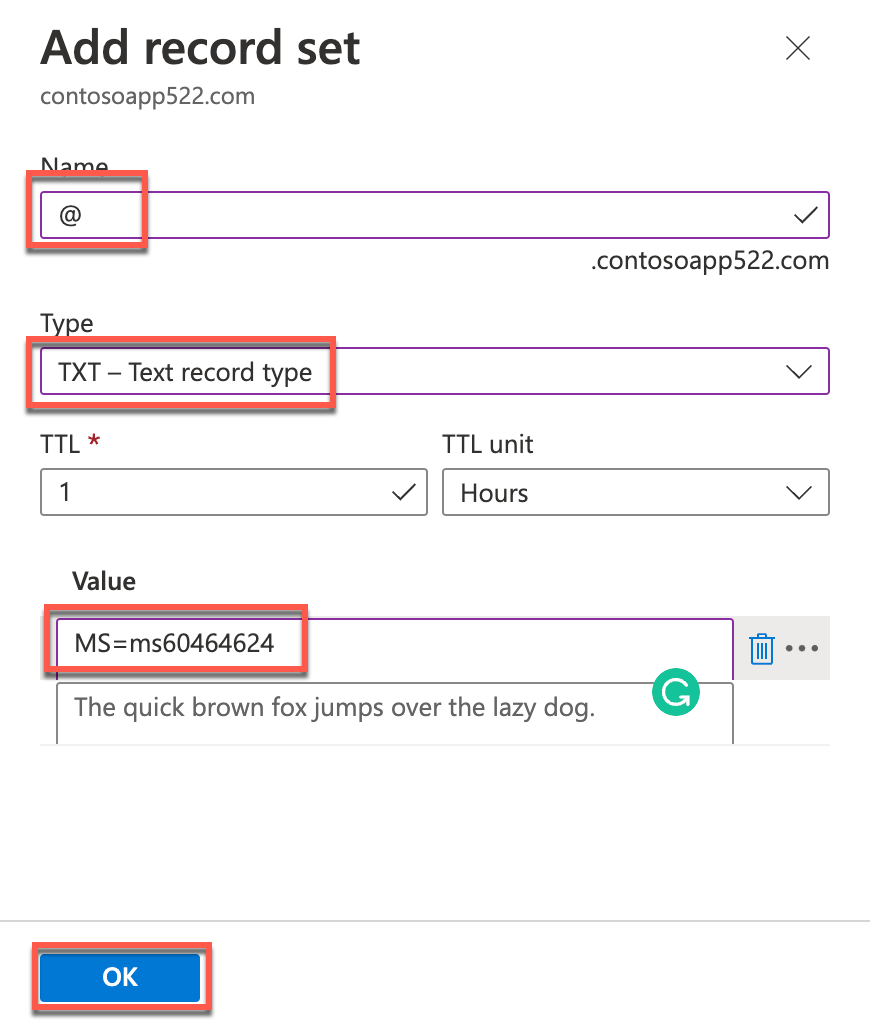 Add record set
contosoapp522.com
Name
@
.contosoapp522.com
Type
TXT – Text record type
TTL *
TTL unit
1
Hours
Value
MS=ms60464624
The quick brown fox jumps over the lazy dog.
OK